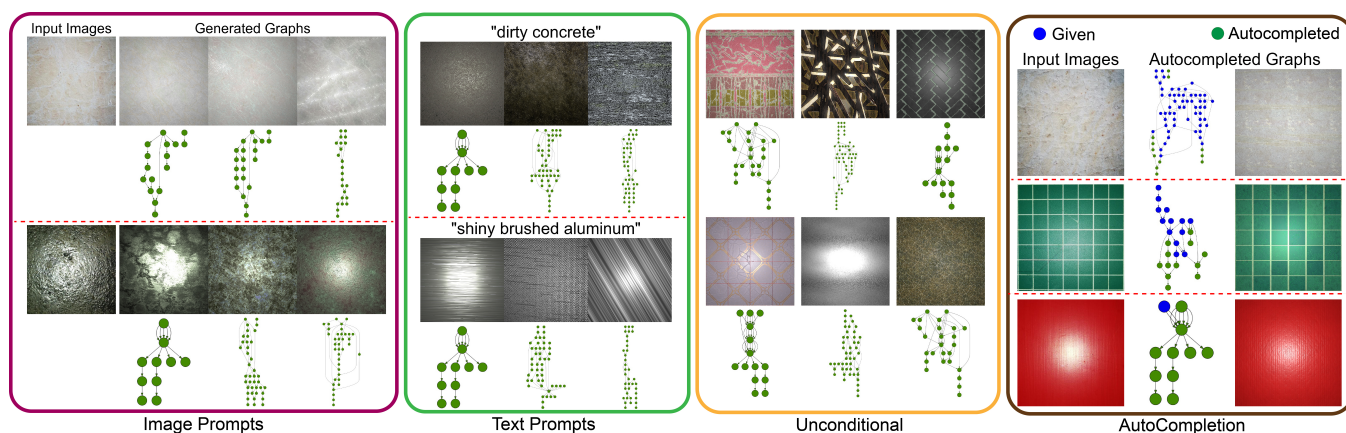 Input Images
Generated Graphs
"dirty concrete"
"shiny brushed aluminum"
Given
Autocompleted
Input Images
Autocompleted Graphs
Image Prompts
Text Prompts
Unconditional
AutoCompletion